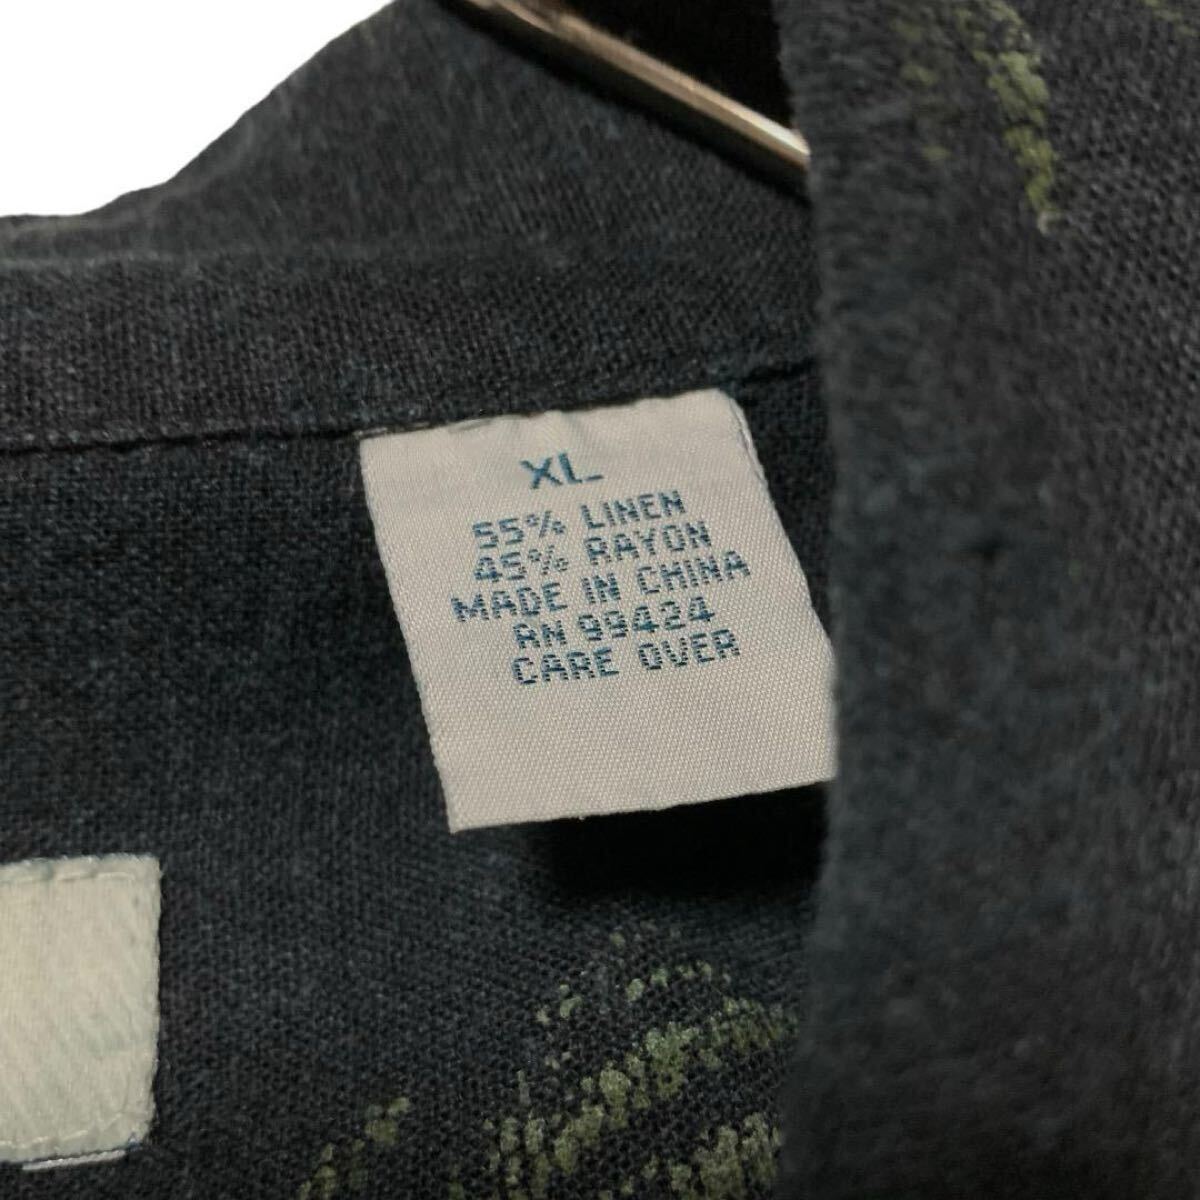 XL
55% LINEN
45% RAYON
MADE IN CHINA
RN 99424
CARE OVER